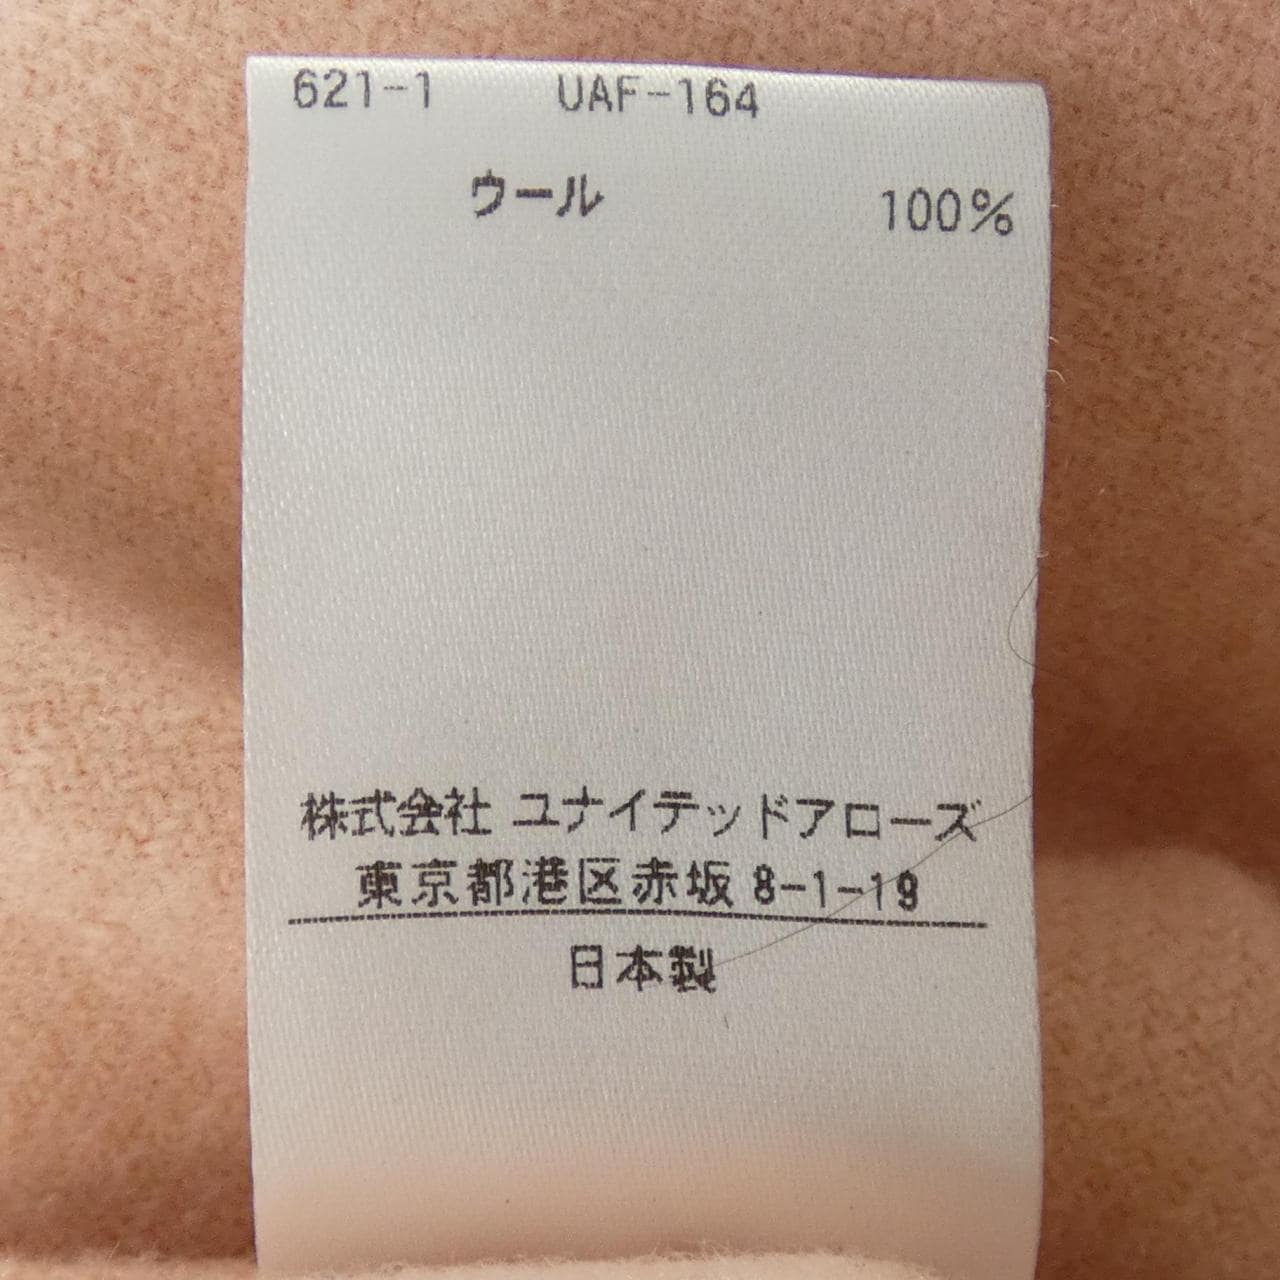 621-1 UAF-164
ウール 100%
株式会社 ユナイテッドアローズ
東京都港区赤坂 8-1-19
日本製